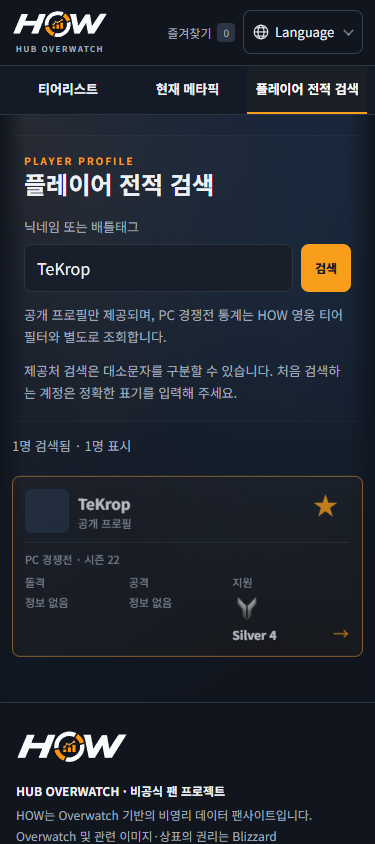 HOW
HUB OVERWATCH
즐겨찾기 0
Language
티어리스트 현재 메타픽 플레이어 전적 검색
PLAYER PROFILE
플레이어 전적 검색
닉네임 또는 배틀태그
TeKrop 검색
공개 프로필만 제공되며, PC 경쟁전 통계는 HOW 영웅 티어
필터와 별도로 조회합니다.
제공처 검색은 대소문자를 구분할 수 있습니다. 처음 검색하
는 계정은 정확한 표기를 입력해 주세요.
1명 검색됨 · 1명 표시
TeKrop
공개 프로필
PC 경쟁전 · 시즌 22
돌격 공격 지원
정보 없음 정보 없음
Silver 4 →
HOW
HUB OVERWATCH · 비공식 팬 프로젝트
HOW는 Overwatch 기반의 비영리 데이터 팬사이트입니다.
Overwatch 및 관련 이미지·상표의 권리는 Blizzard